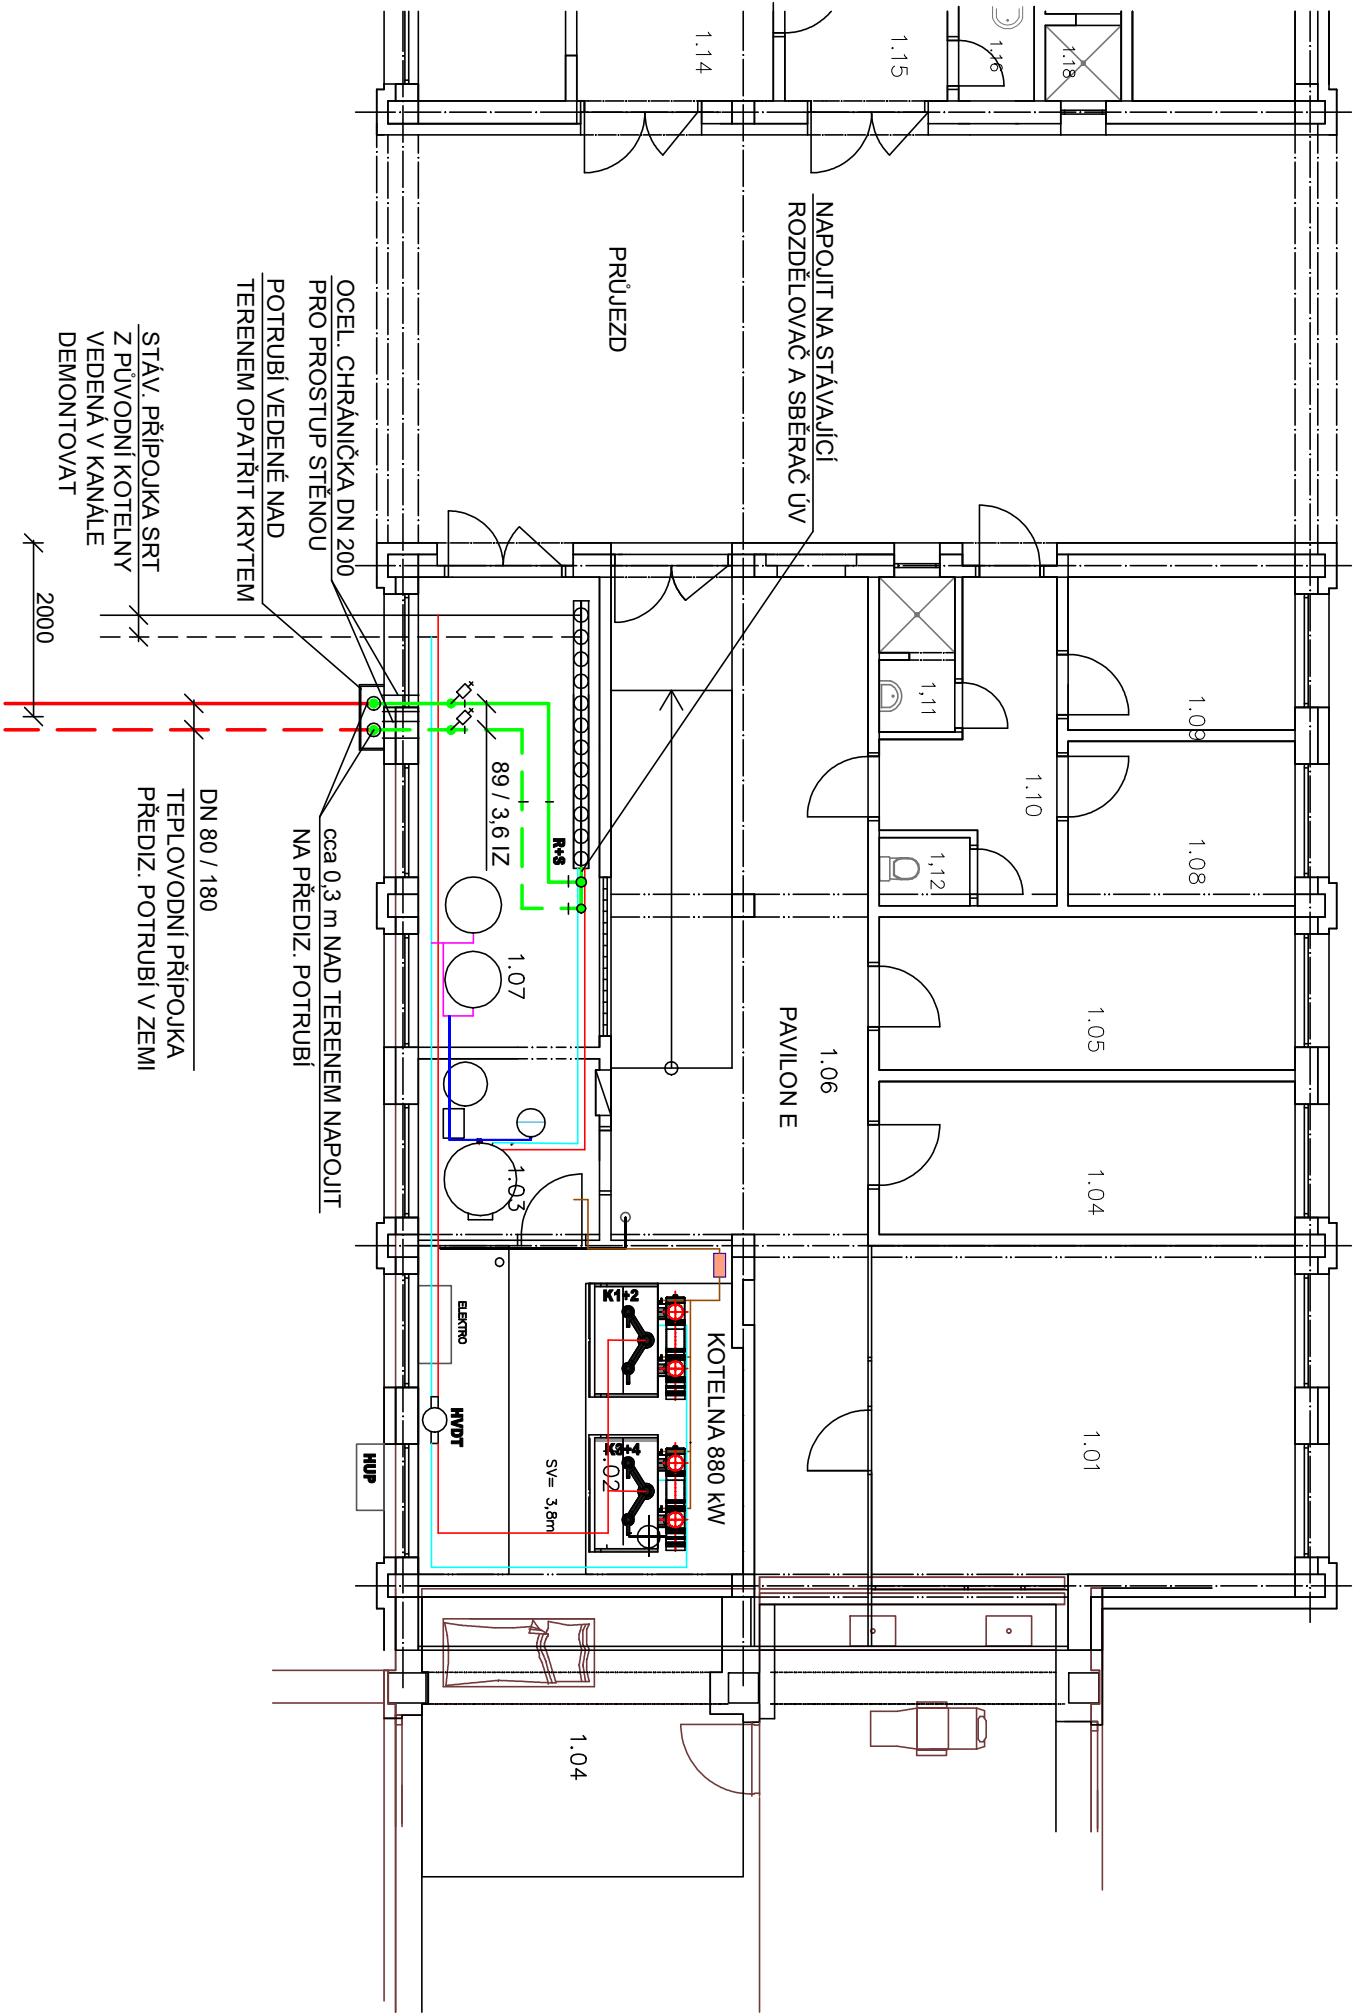 1.14
1.15
1.16
1.18
PRŮJEZD
NAPOJIT NA STÁVAJÍCÍ
ROZDĚLOVAČ A SBĚRAČ ÚV
OCEL. CHRÁNIČKA DN 200
PRO PROSTUP STĚNOU
POTRUBÍ VEDENÉ NAD
TERENEM OPATŘIT KRYTEM
STÁV. PŘÍPOJKA SRT
Z PŮVODNÍ KOTELNY
VEDENÁ V KANÁLE
DEMONTOVAT
2000
DN 80 / 180
TEPLOVODNÍ PŘÍPOJKA
PŘEDIZ. POTRUBÍ V ZEMI
cca 0,3 m NAD TERENEM NAPOJIT
NA PŘEDIZ. POTRUBÍ
89 / 3,6 IZ
R+S
1.07
1.03
1,11
1.10
1,12
1.09
1.08
1.05
1.04
1.06
PAVILON E
1.01
KOTELNA 880 kW
K1+2
K3+4
1.02
SV= 3,8m
ELEKTRO
HVDT
HUP
1.04